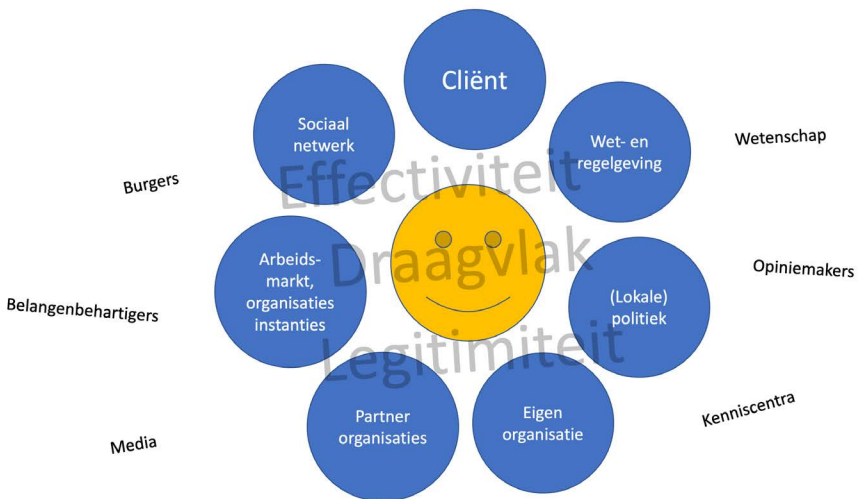 Cliënt
Sociaal
netwerk
Wet- en
regelgeving
Wetenschap
Burgers
Effectiviteit
Draagvlak
Legitimiteit
Arbeids-
markt,
organisaties
instanties
(Lokale)
politiek
Opiniemakers
Belangenbehartigers
Partner
organisaties
Eigen
organisatie
Kenniscentra
Media